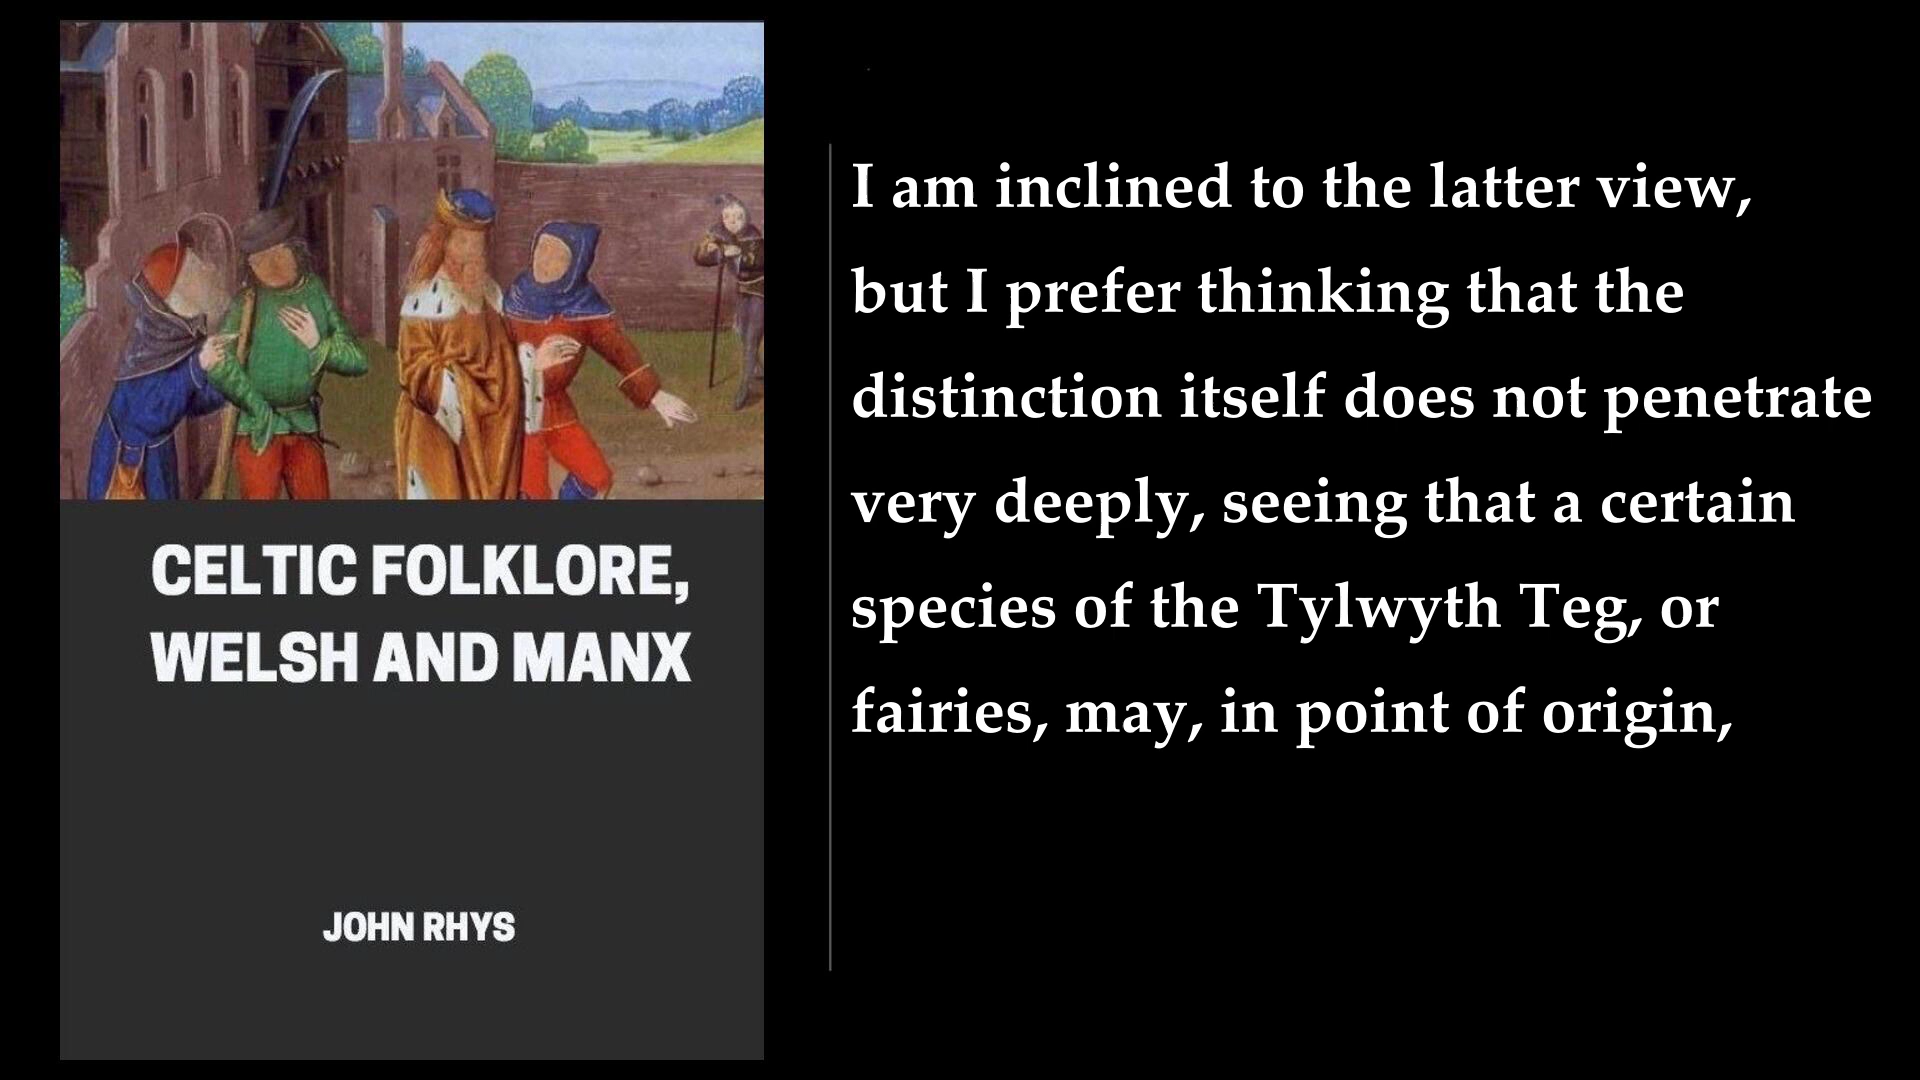 CELTIC FOLKLORE,
WELSH AND MANX
JOHN RHYS
I am inclined to the latter view,
but I prefer thinking that the
distinction itself does not penetrate
very deeply, seeing that a certain
species of the Tylwyth Teg, or
fairies, may, in point of origin,